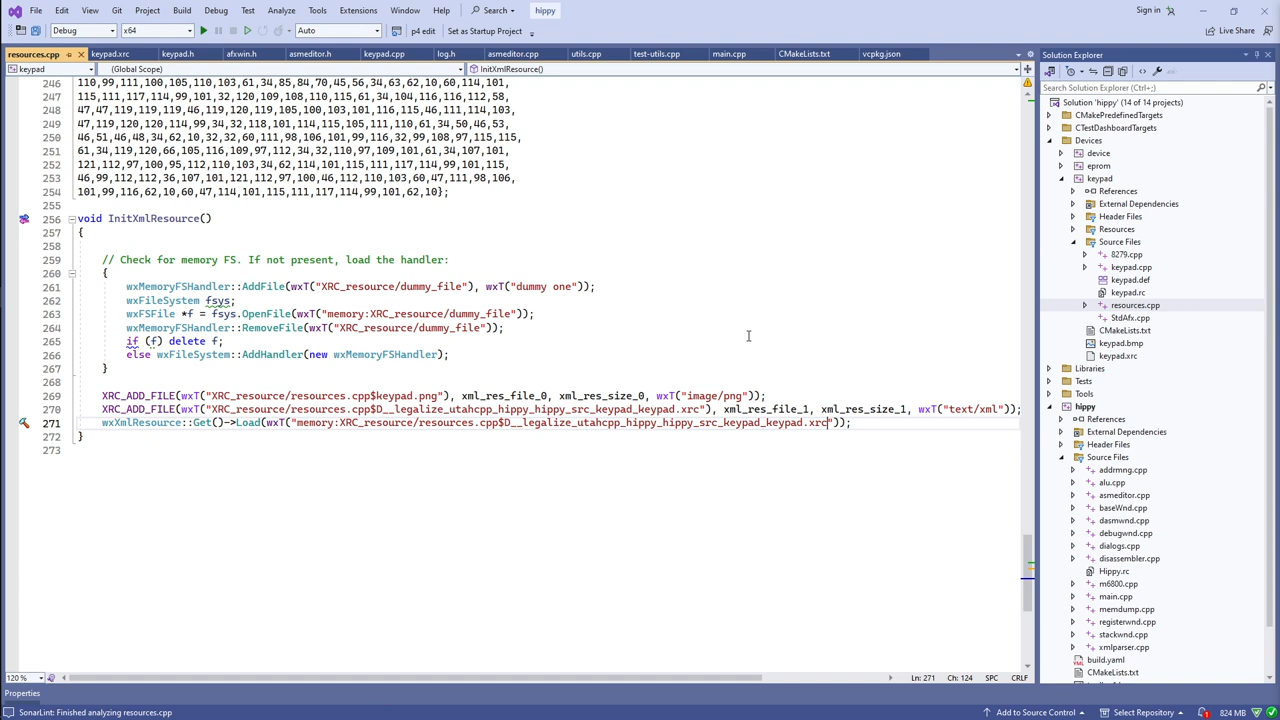 File Edit View Git Project Build Debug Test Analyze Tools Extensions Window Help Search hippy Sign in
Debug x64 Auto p4 edit Set as Startup Project Live Share
resources.cpp keypad.xrc keypad.h afxwin.h asmeditor.h keypad.cpp log.h asmeditor.cpp utils.cpp test-utils.cpp main.cpp CMakeLists.txt vcpkg.json
keypad (Global Scope) InitXmlResource()
246 110,99,111,100,105,110,103,61,34,85,84,70,45,56,34,63,62,10,60,114,101,
247 115,111,117,114,99,101,32,120,109,108,110,115,61,34,104,116,116,112,58,
248 47,47,119,119,119,46,119,120,119,105,100,103,101,116,115,46,111,114,103,
249 47,119,120,120,114,99,34,32,118,101,114,115,105,111,110,61,34,50,46,53,
250 46,51,46,48,34,62,10,32,32,60,111,98,106,101,99,116,32,99,108,97,115,115,
251 61,34,119,120,66,105,116,109,97,112,34,32,110,97,109,101,61,34,107,101,
252 121,112,97,100,95,112,110,103,34,62,114,101,115,111,117,114,99,101,115,
253 46,99,112,112,36,107,101,121,112,97,100,46,112,110,103,60,47,111,98,106,
254 101,99,116,62,10,60,47,114,101,115,111,117,114,99,101,62,10};
255
256 void InitXmlResource()
257 {
258
259 // Check for memory FS. If not present, load the handler:
260 {
261 wxMemoryFSHandler::AddFile(wxT("XRC_resource/dummy_file"), wxT("dummy one"));
262 wxFileSystem fsys;
263 wxFSFile *f = fsys.OpenFile(wxT("memory:XRC_resource/dummy_file"));
264 wxMemoryFSHandler::RemoveFile(wxT("XRC_resource/dummy_file"));
265 if (f) delete f;
266 else wxFileSystem::AddHandler(new wxMemoryFSHandler);
267 }
268
269 XRC_ADD_FILE(wxT("XRC_resource/resources.cpp$keypad.png"), xml_res_file_0, xml_res_size_0, wxT("image/png"));
270 XRC_ADD_FILE(wxT("XRC_resource/resources.cpp$D__legalize_utahcpp_hippy_hippy_src_keypad_keypad.xrc"), xml_res_file_1, xml_res_size_1, wxT("text/xml"));
271 wxXmlResource::Get()->Load(wxT("memory:XRC_resource/resources.cpp$D__legalize_utahcpp_hippy_hippy_src_keypad_keypad.xrc"));
272 }
273
120 % Ln: 271 Ch: 124 SPC CRLF
Properties
SonarLint: Finished analyzing resources.cpp
Solution Explorer
Search Solution Explorer (Ctrl+;)
Solution 'hippy' (14 of 14 projects)
CMakePredefinedTargets
CTestDashboardTargets
Devices
device
eprom
keypad
References
External Dependencies
Header Files
Resources
Source Files
8279.cpp
keypad.cpp
keypad.def
keypad.rc
resources.cpp
StdAfx.cpp
CMakeLists.txt
keypad.bmp
keypad.xrc
Libraries
Tests
Tools
hippy
References
External Dependencies
Header Files
Source Files
addrmng.cpp
alu.cpp
asmeditor.cpp
baseWnd.cpp
dasmwnd.cpp
debugwnd.cpp
dialogs.cpp
disassembler.cpp
Hippy.rc
m6800.cpp
main.cpp
memdump.cpp
registerwnd.cpp
stackwnd.cpp
xmlparser.cpp
build.yaml
CMakeLists.txt
Add to Source Control Select Repository 1 824 MB